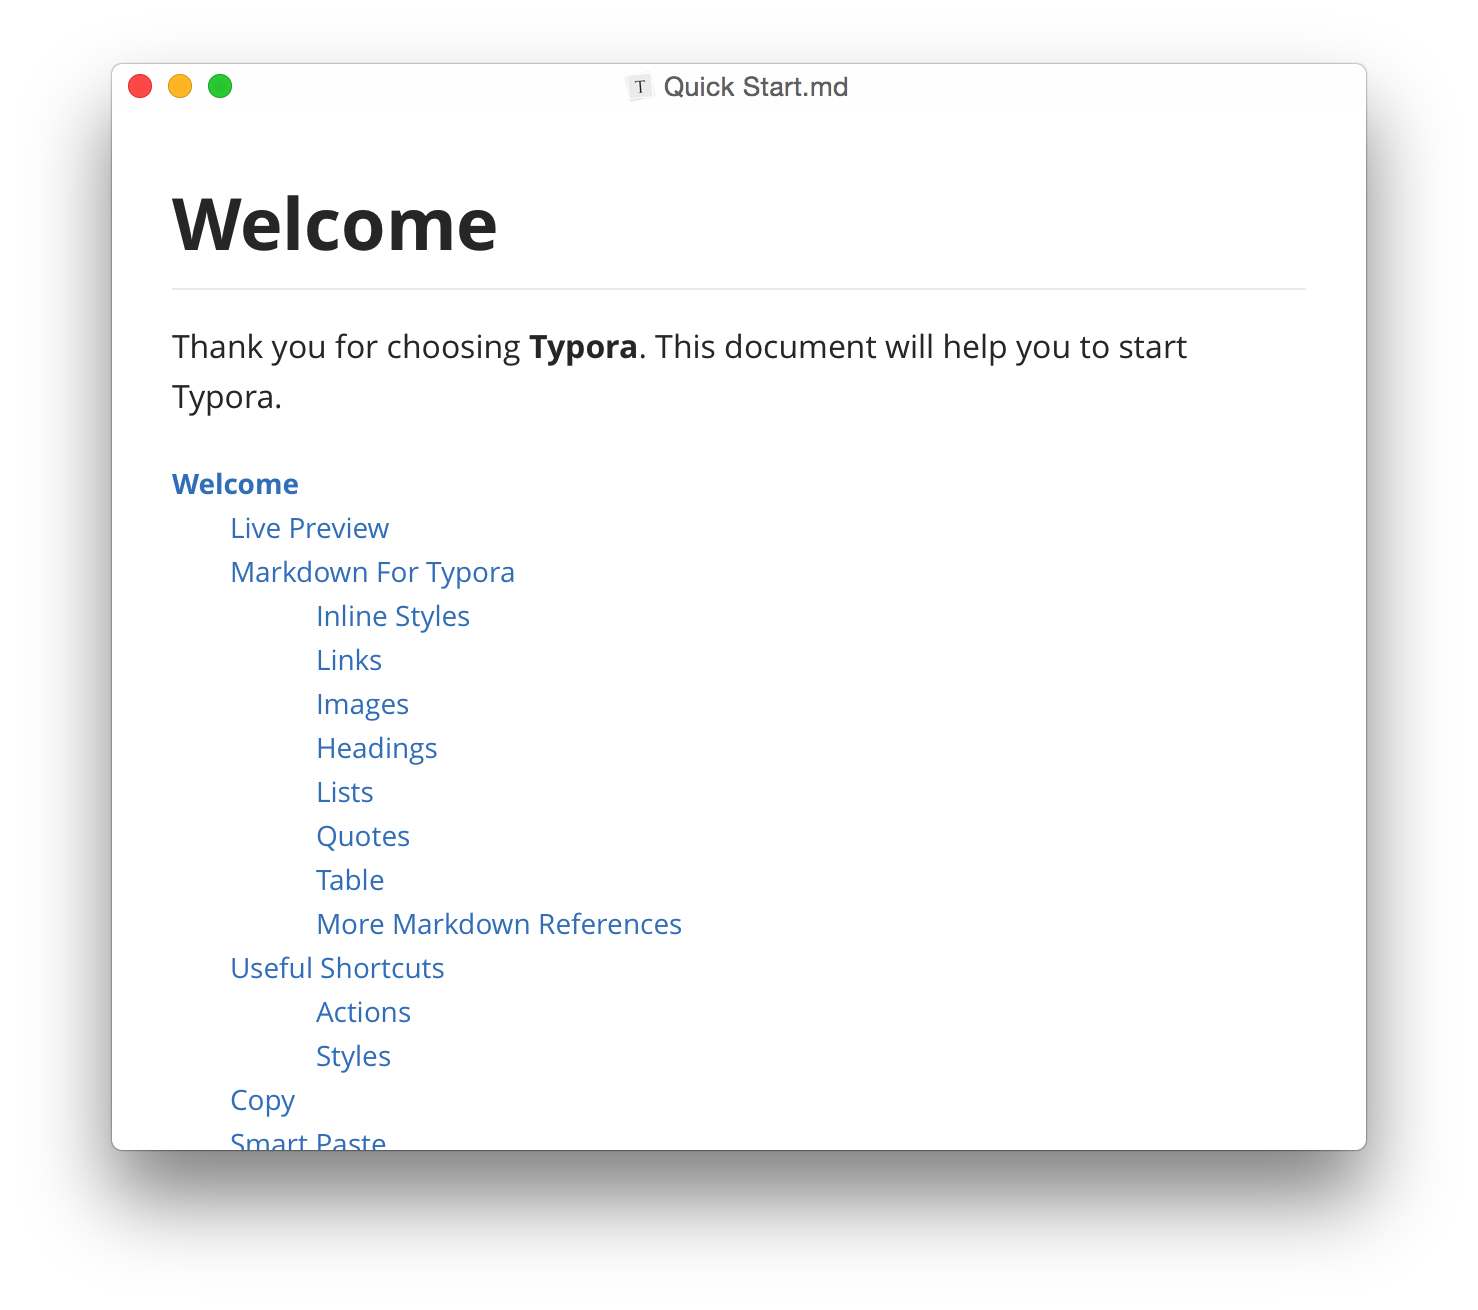 T Quick Start.md
Welcome
Thank you for choosing Typora. This document will help you to start
Typora.
Welcome
Live Preview
Markdown For Typora
Inline Styles
Links
Images
Headings
Lists
Quotes
Table
More Markdown References
Useful Shortcuts
Actions
Styles
Copy
Smart Paste